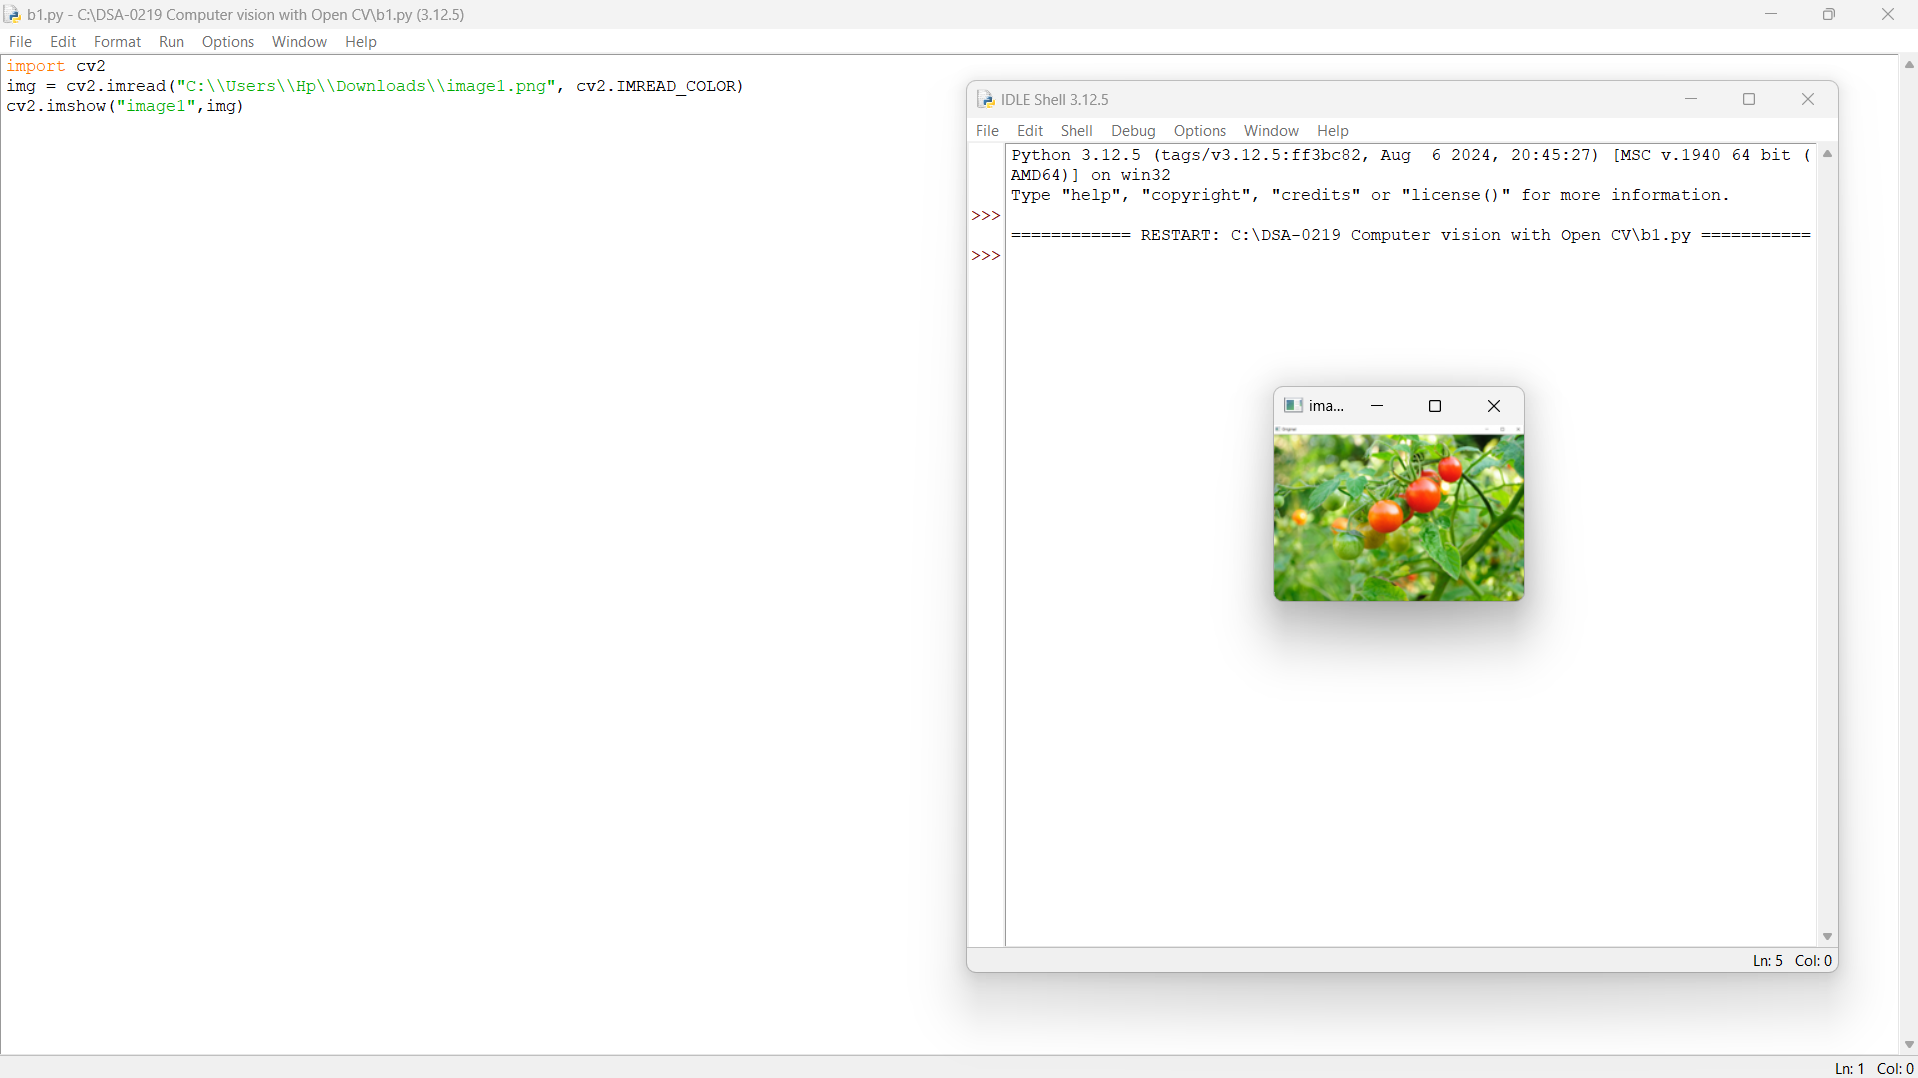 b1.py - C:\DSA-0219 Computer vision with Open CV\b1.py (3.12.5)
File Edit Format Run Options Window Help
import cv2
img = cv2.imread("C:\\Users\\Hp\\Downloads\\image1.png", cv2.IMREAD_COLOR)
cv2.imshow("image1",img)
IDLE Shell 3.12.5
File Edit Shell Debug Options Window Help
Python 3.12.5 (tags/v3.12.5:ff3bc82, Aug  6 2024, 20:45:27) [MSC v.1940 64 bit (
AMD64)] on win32
Type "help", "copyright", "credits" or "license()" for more information.
>>>
============ RESTART: C:\DSA-0219 Computer vision with Open CV\b1.py ===========
>>>
ima...
Ln: 5 Col: 0
Ln: 1 Col: 0